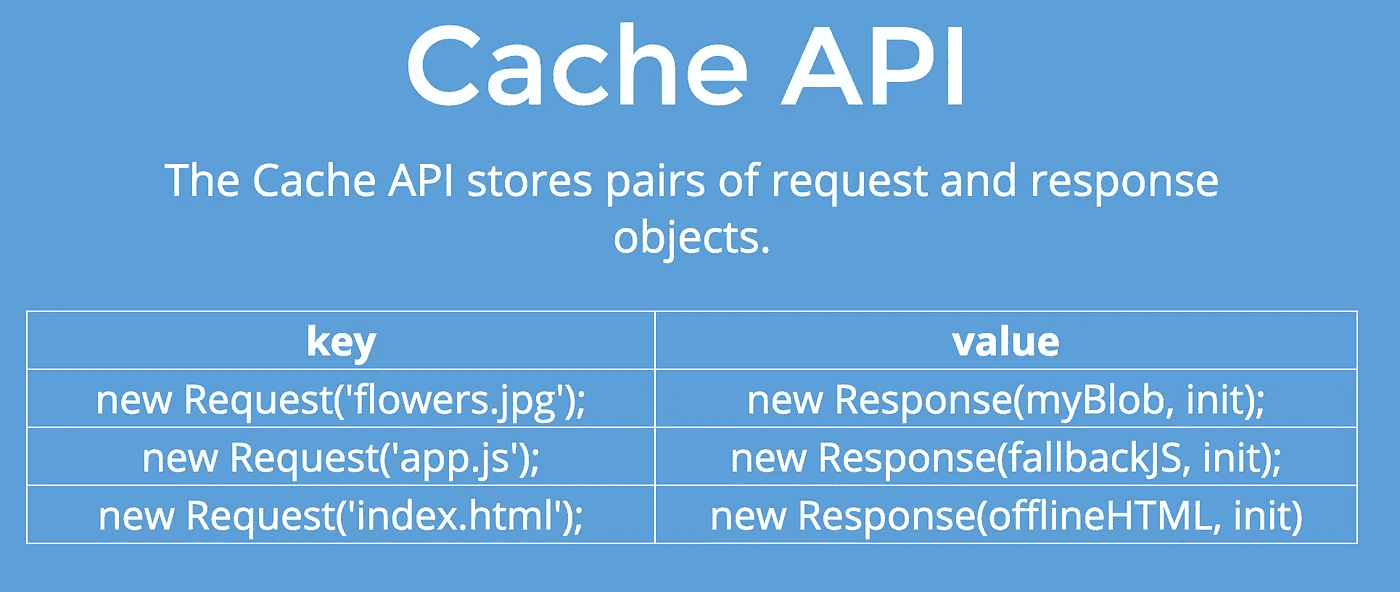 Cache API
The Cache API stores pairs of request and response
objects.
key value
new Request('flowers.jpg'); new Response(myBlob, init);
new Request('app.js'); new Response(fallbackJS, init);
new Request('index.html'); new Response(offlineHTML, init)